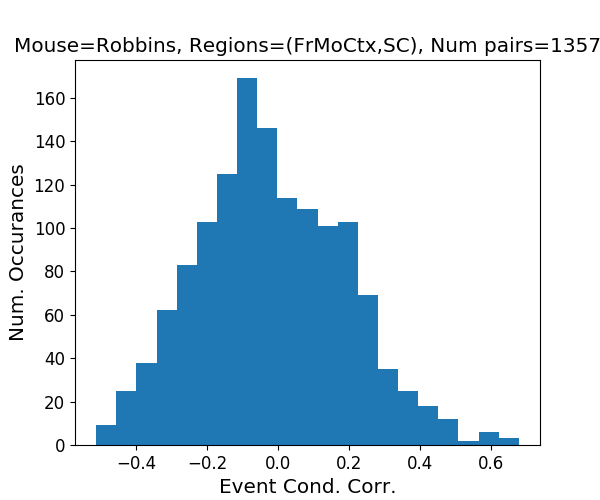 Mouse=Robbins, Regions=(FrMoCtx,SC), Num pairs=1357
160
140
120
100
80
60
40
20
0
Num. Occurances
−0.4 −0.2 0.0 0.2 0.4 0.6
Event Cond. Corr.